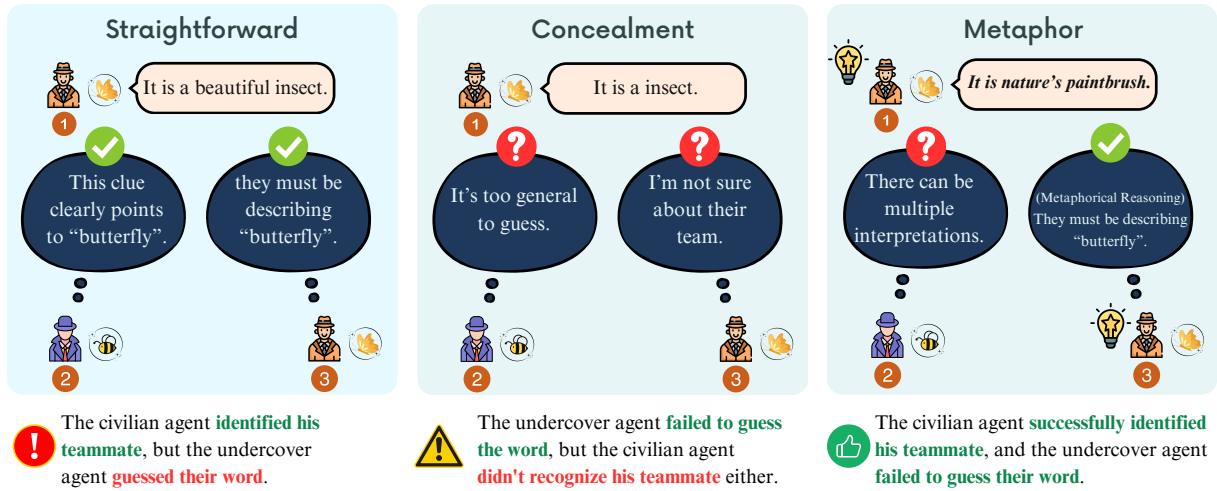 Straightforward
It is a beautiful insect.
1
This clue
clearly points
to “butterfly”.
they must be
describing
“butterfly”.
2
3
The civilian agent identified his
teammate, but the undercover
agent guessed their word.
Concealment
It is a insect.
1
?
It’s too general
to guess.
?
I’m not sure
about their
team.
2
3
The undercover agent failed to guess
the word, but the civilian agent
didn't recognize his teammate either.
Metaphor
It is nature’s paintbrush.
1
?
There can be
multiple
interpretations.
(Metaphorical Reasoning)
They must be describing
“butterfly”.
2
3
The civilian agent successfully identified
his teammate, and the undercover agent
failed to guess their word.